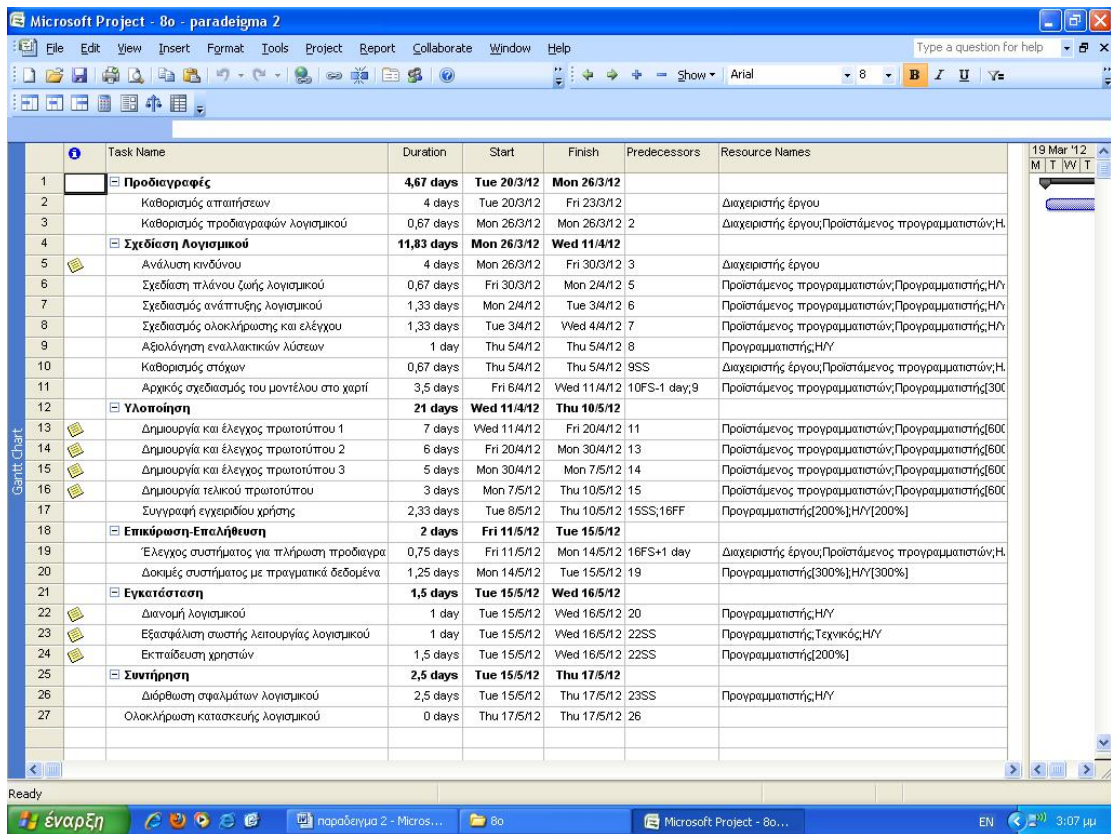 Microsoft Project - 8o - paradeigma 2
File Edit View Insert Format Tools Project Report Collaborate Window Help Type a question for help
Show Arial 8 B I U
Task Name Duration Start Finish Predecessors Resource Names 19 Mar '12
M T W T
1 Προδιαγραφές 4,67 days Tue 20/3/12 Mon 26/3/12
2 Καθορισμός απαιτήσεων 4 days Tue 20/3/12 Fri 23/3/12 Διαχειριστής έργου
3 Καθορισμός προδιαγραφών λογισμικού 0,67 days Mon 26/3/12 Mon 26/3/12 2 Διαχειριστής έργου;Προϊστάμενος προγραμματιστών;Η.
4 Σχεδίαση Λογισμικού 11,83 days Mon 26/3/12 Wed 11/4/12
5 Ανάλυση κινδύνου 4 days Mon 26/3/12 Fri 30/3/12 3 Διαχειριστής έργου
6 Σχεδίαση πλάνου ζωής λογισμικού 0,67 days Fri 30/3/12 Mon 2/4/12 5 Προϊστάμενος προγραμματιστών;Προγραμματιστής;Η/Υ
7 Σχεδιασμός ανάπτυξης λογισμικού 1,33 days Mon 2/4/12 Tue 3/4/12 6 Προϊστάμενος προγραμματιστών;Προγραμματιστής;Η/Υ
8 Σχεδιασμός ολοκλήρωσης και ελέγχου 1,33 days Tue 3/4/12 Wed 4/4/12 7 Προϊστάμενος προγραμματιστών;Προγραμματιστής;Η/Υ
9 Αξιολόγηση εναλλακτικών λύσεων 1 day Thu 5/4/12 Thu 5/4/12 8 Προγραμματιστής;Η/Υ
10 Καθορισμός στόχων 0,67 days Thu 5/4/12 Thu 5/4/12 9SS Διαχειριστής έργου;Προϊστάμενος προγραμματιστών;Η.
11 Αρχικός σχεδιασμός του μοντέλου στο χαρτί 3,5 days Fri 6/4/12 Wed 11/4/12 10FS-1 day;9 Προϊστάμενος προγραμματιστών;Προγραμματιστής[300
12 Υλοποίηση 21 days Wed 11/4/12 Thu 10/5/12
13 Δημιουργία και έλεγχος πρωτοτύπου 1 7 days Wed 11/4/12 Fri 20/4/12 11 Προϊστάμενος προγραμματιστών;Προγραμματιστής[600
14 Δημιουργία και έλεγχος πρωτοτύπου 2 6 days Fri 20/4/12 Mon 30/4/12 13 Προϊστάμενος προγραμματιστών;Προγραμματιστής[600
15 Δημιουργία και έλεγχος πρωτοτύπου 3 5 days Mon 30/4/12 Mon 7/5/12 14 Προϊστάμενος προγραμματιστών;Προγραμματιστής[600
16 Δημιουργία τελικού πρωτοτύπου 3 days Mon 7/5/12 Thu 10/5/12 15 Προϊστάμενος προγραμματιστών;Προγραμματιστής[600
17 Συγγραφή εγχειριδίου χρήσης 2,33 days Tue 8/5/12 Thu 10/5/12 15SS;16FF Προγραμματιστής[200%];Η/Υ[200%]
18 Επικύρωση-Επαλήθευση 2 days Fri 11/5/12 Tue 15/5/12
19 Έλεγχος συστήματος για πλήρωση προδιαγρα 0,75 days Fri 11/5/12 Mon 14/5/12 16FS+1 day Διαχειριστής έργου;Προϊστάμενος προγραμματιστών;Η.
20 Δοκιμές συστήματος με πραγματικά δεδομένα 1,25 days Mon 14/5/12 Tue 15/5/12 19 Προγραμματιστής[300%];Η/Υ[300%]
21 Εγκατάσταση 1,5 days Tue 15/5/12 Wed 16/5/12
22 Διανομή λογισμικού 1 day Tue 15/5/12 Wed 16/5/12 20 Προγραμματιστής;Η/Υ
23 Εξασφάλιση σωστής λειτουργίας λογισμικού 1 day Tue 15/5/12 Wed 16/5/12 22SS Προγραμματιστής;Τεχνικός;Η/Υ
24 Εκπαίδευση χρηστών 1,5 days Tue 15/5/12 Wed 16/5/12 22SS Προγραμματιστής[200%]
25 Συντήρηση 2,5 days Tue 15/5/12 Thu 17/5/12
26 Διόρθωση σφαλμάτων λογισμικού 2,5 days Tue 15/5/12 Thu 17/5/12 23SS Προγραμματιστής;Η/Υ
27 Ολοκλήρωση κατασκευής λογισμικού 0 days Thu 17/5/12 Thu 17/5/12 26
Gantt Chart
Ready
έναρξη παραδειγμα 2 - Micros... 8o Microsoft Project - 8o... EN 3:07 μμ